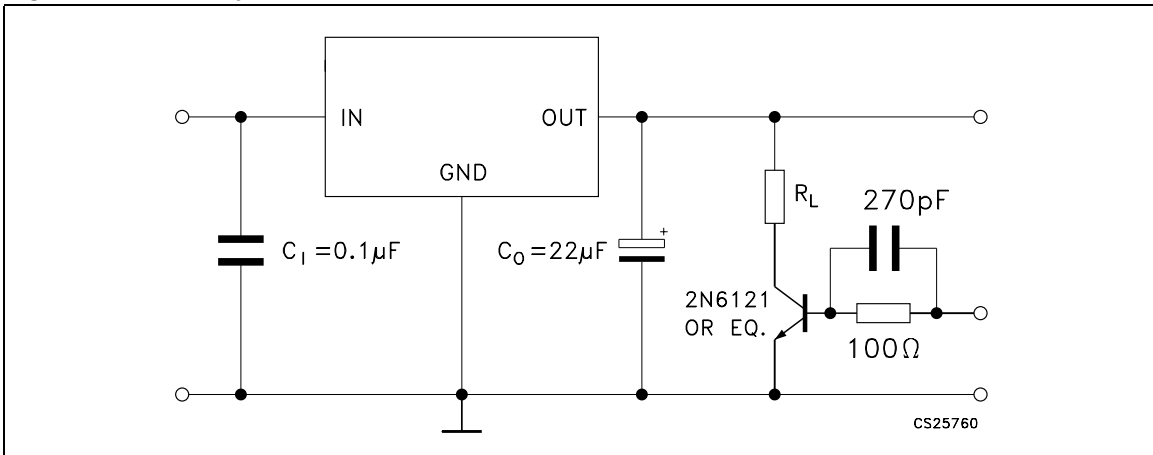 IN
OUT
GND
R_L
270pF
C_I=0.1µF
C_O=22µF
2N6121
OR EQ.
100Ω
CS25760